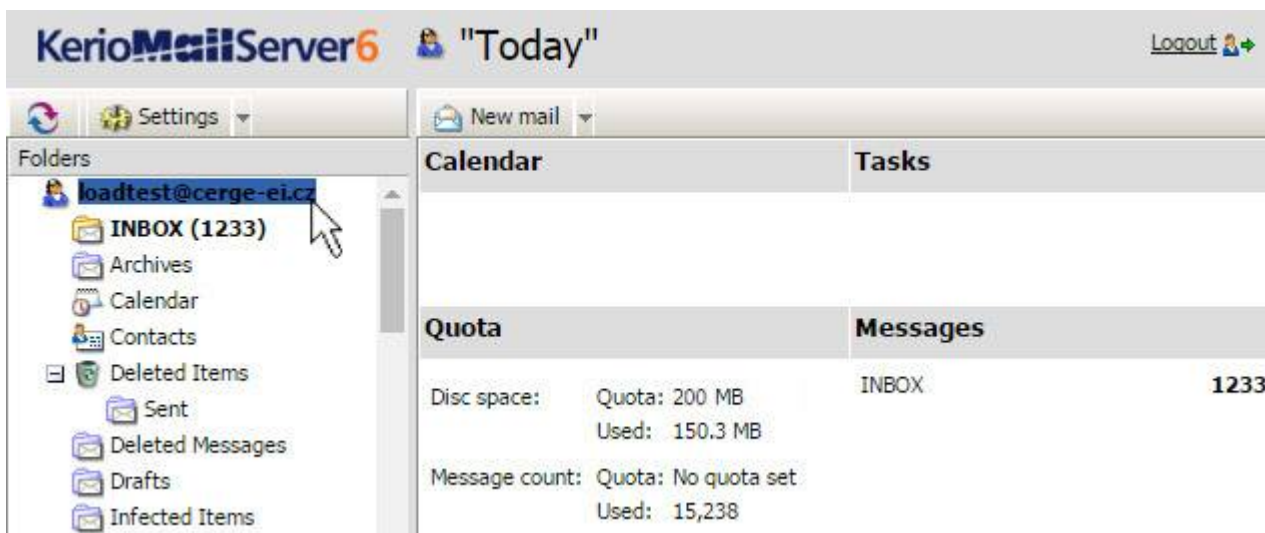 KerioMailServer6 "Today" Logout
Settings New mail
Folders
loadtest@cerge-ei.cz
INBOX (1233)
Archives
Calendar
Contacts
Deleted Items
Sent
Deleted Messages
Drafts
Infected Items
Calendar Tasks
Quota Messages
Disc space: Quota: 200 MB INBOX 1233
Used: 150.3 MB
Message count: Quota: No quota set
Used: 15,238